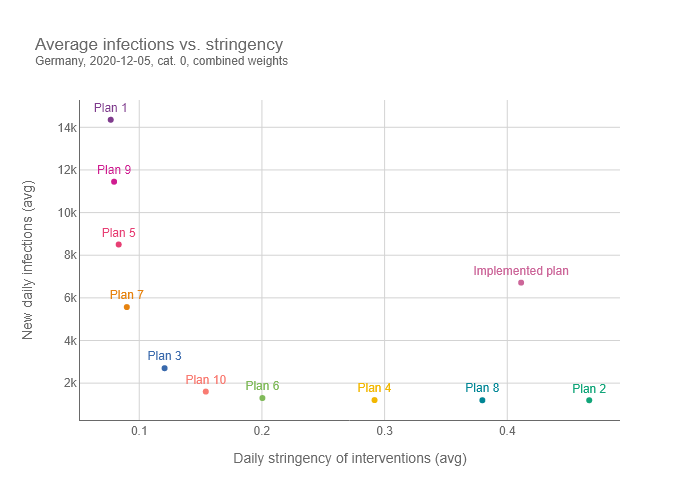 Average infections vs. stringency
Germany, 2020-12-05, cat. 0, combined weights
Plan 1
14k
12k
Plan 9
10k
Plan 5
8k
Implemented plan
6k
Plan 7
4k
Plan 3
2k
Plan 10
Plan 6
Plan 4
Plan 8
Plan 2
New daily infections (avg)
0.1
0.2
0.3
0.4
Daily stringency of interventions (avg)